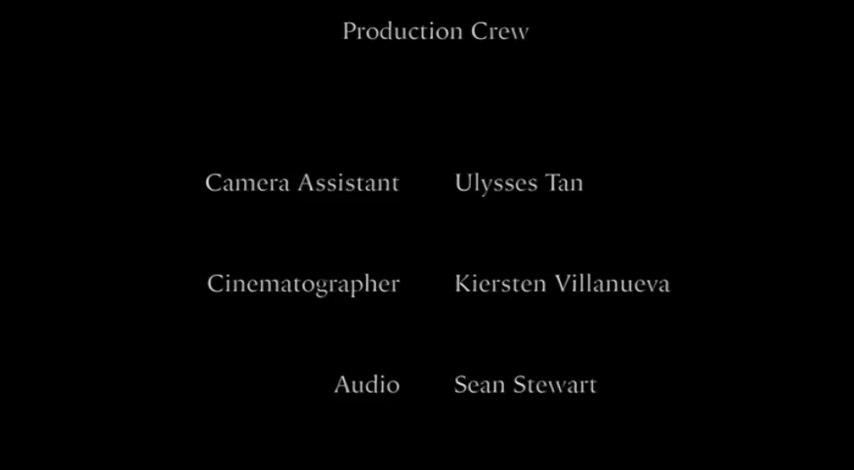 Production Crew
Camera Assistant Ulysses Tan
Cinematographer Kiersten Villanueva
Audio Sean Stewart